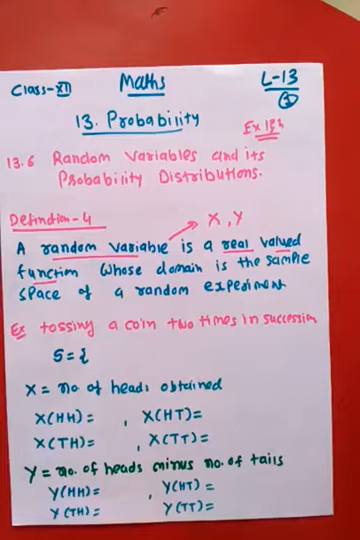 Class-XII Maths L-13
2
13. Probability
13.6 Random Variables and its
Probability Distributions.
Definition-4 X, Y
A random variable is a real valued
function whose domain is the sample
space of a random experiment
Ex tossing a coin two times in succession
S={
X = no of heads obtained
X(HH)= , X(HT)=
X(TH)= , X(TT)=
Y = no. of heads minus no. of tails
Y(HH)= , Y(HT)=
Y(TH)= , Y(TT)=